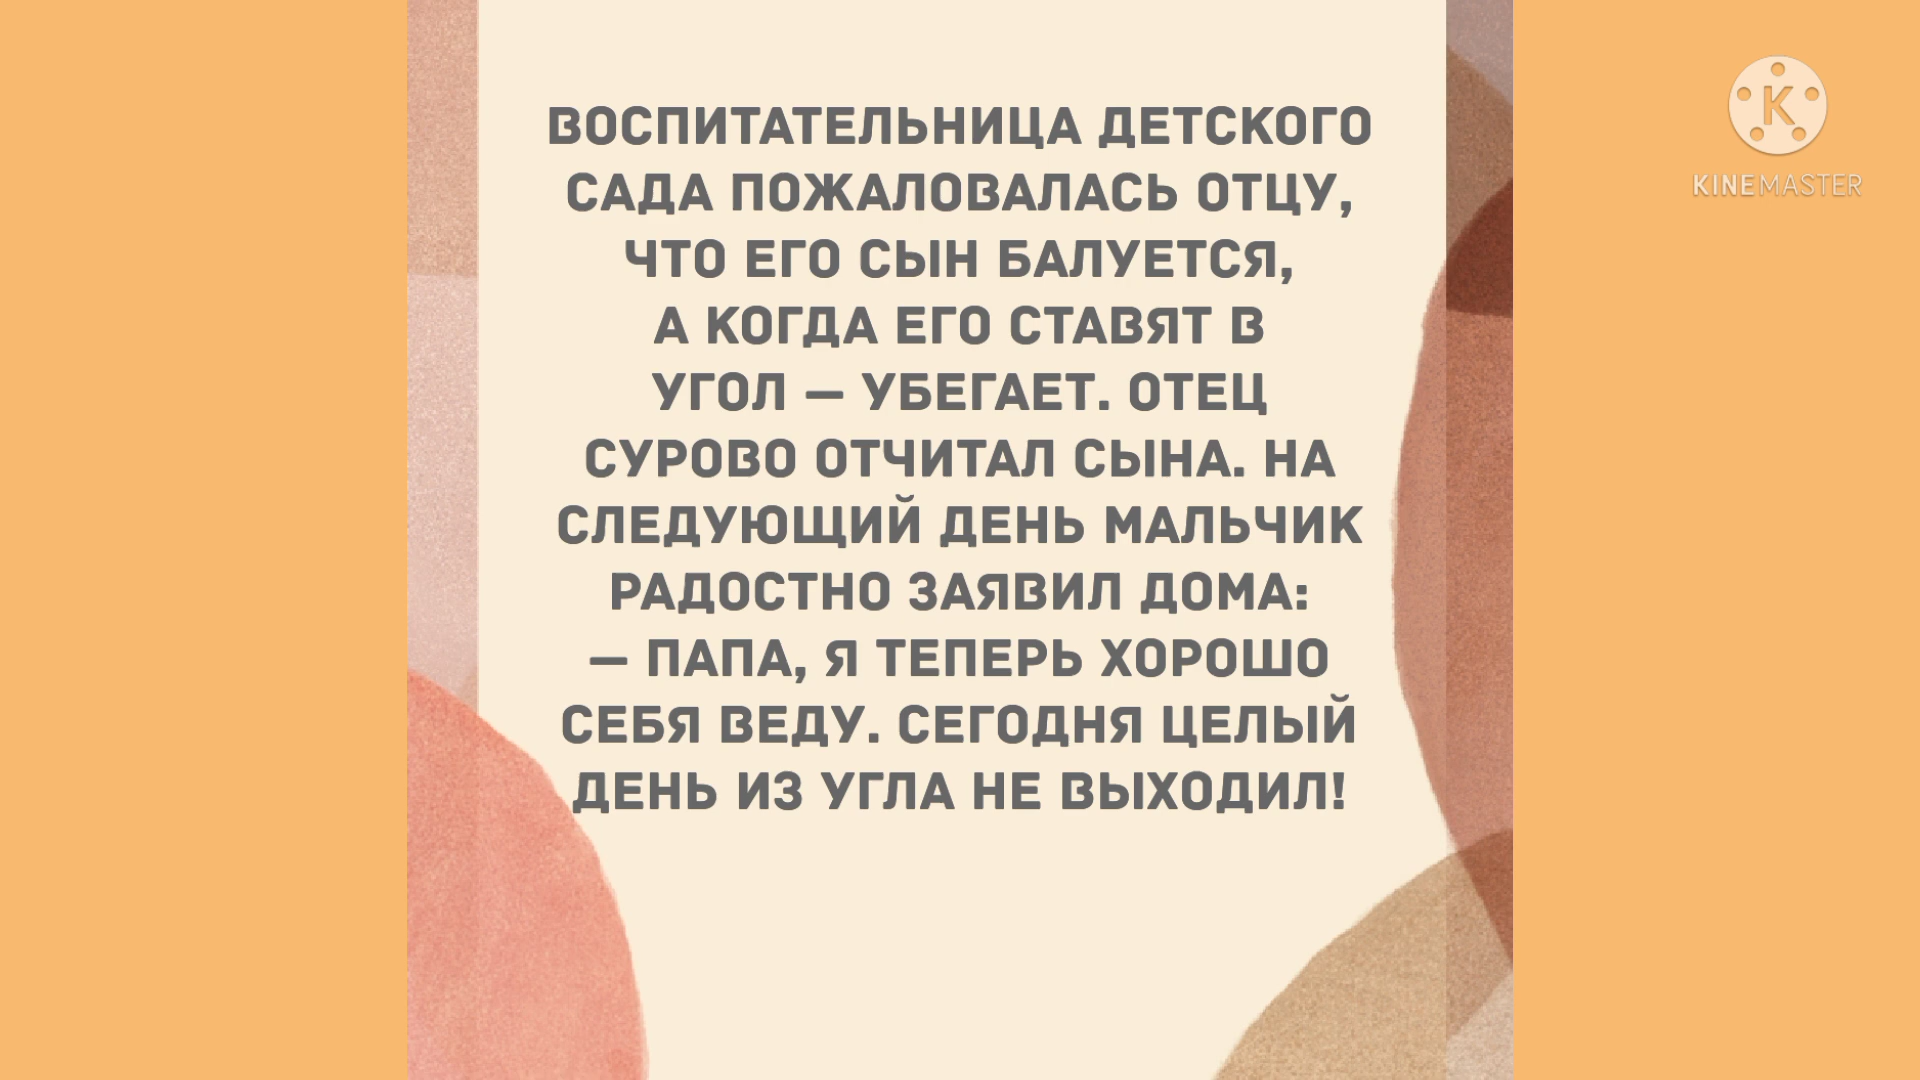 ВОСПИТАТЕЛЬНИЦА ДЕТСКОГО
САДА ПОЖАЛОВАЛАСЬ ОТЦУ,
ЧТО ЕГО СЫН БАЛУЕТСЯ,
А КОГДА ЕГО СТАВЯТ В
УГОЛ — УБЕГАЕТ. ОТЕЦ
СУРОВО ОТЧИТАЛ СЫНА. НА
СЛЕДУЮЩИЙ ДЕНЬ МАЛЬЧИК
РАДОСТНО ЗАЯВИЛ ДОМА:
— ПАПА, Я ТЕПЕРЬ ХОРОШО
СЕБЯ ВЕДУ. СЕГОДНЯ ЦЕЛЫЙ
ДЕНЬ ИЗ УГЛА НЕ ВЫХОДИЛ!
K
KINEMASTER